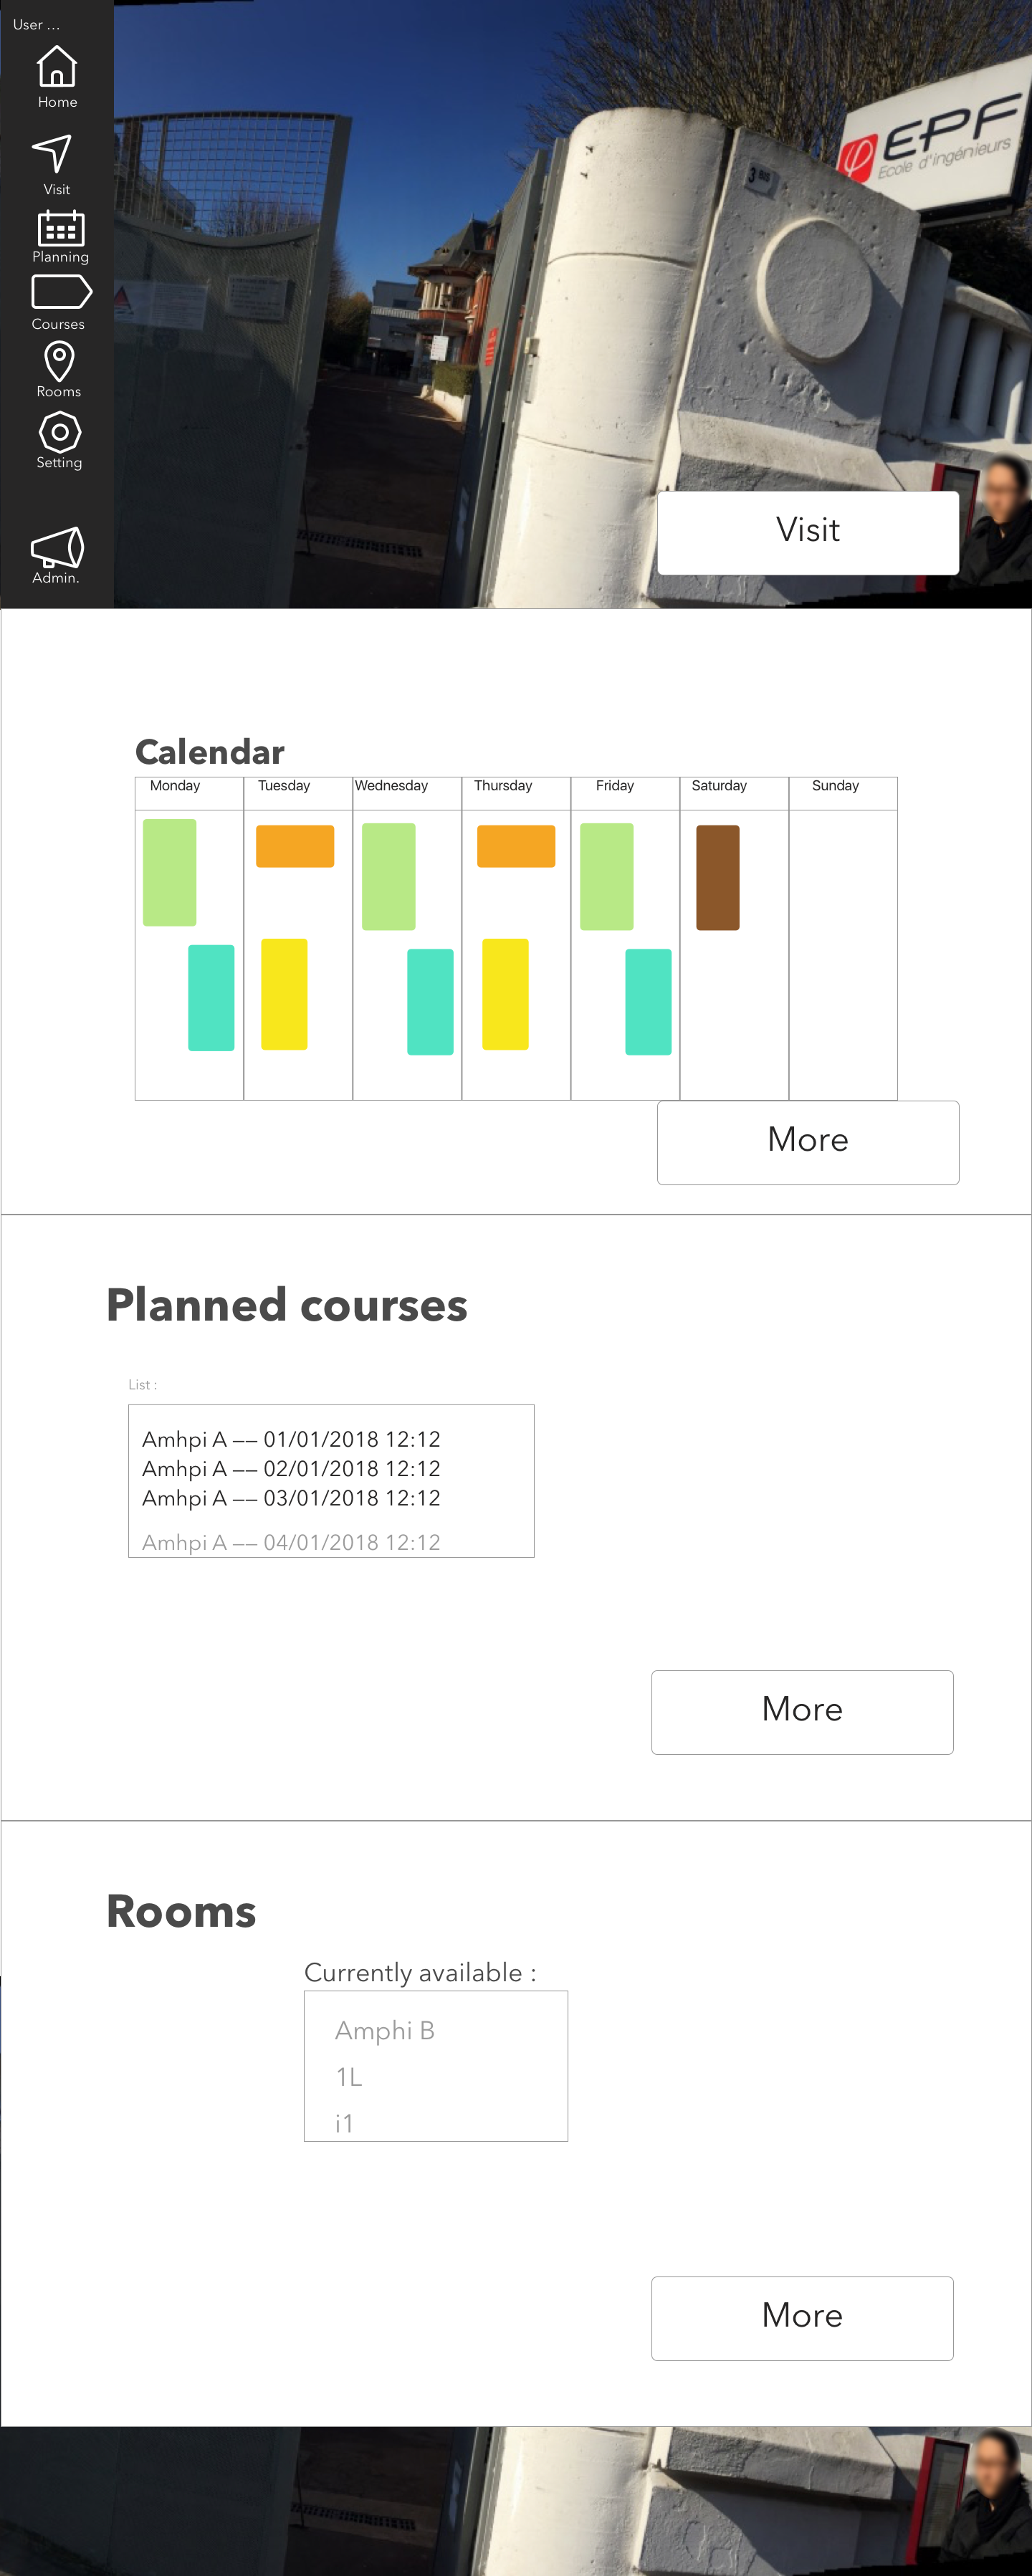 User ...
Home
Visit
Planning
Courses
Rooms
Setting
Admin.
3 BIS
EPF
Ecole d'ingénieurs
Visit
Calendar
Monday Tuesday Wednesday Thursday Friday Saturday Sunday
More
Planned courses
List :
Amhpi A –– 01/01/2018 12:12
Amhpi A –– 02/01/2018 12:12
Amhpi A –– 03/01/2018 12:12
Amhpi A –– 04/01/2018 12:12
More
Rooms
Currently available :
Amphi B
1L
i1
More